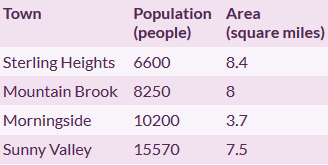 Town Population (people) Area (square miles)
Sterling Heights 6600 8.4
Mountain Brook 8250 8
Morningside 10200 3.7
Sunny Valley 15570 7.5